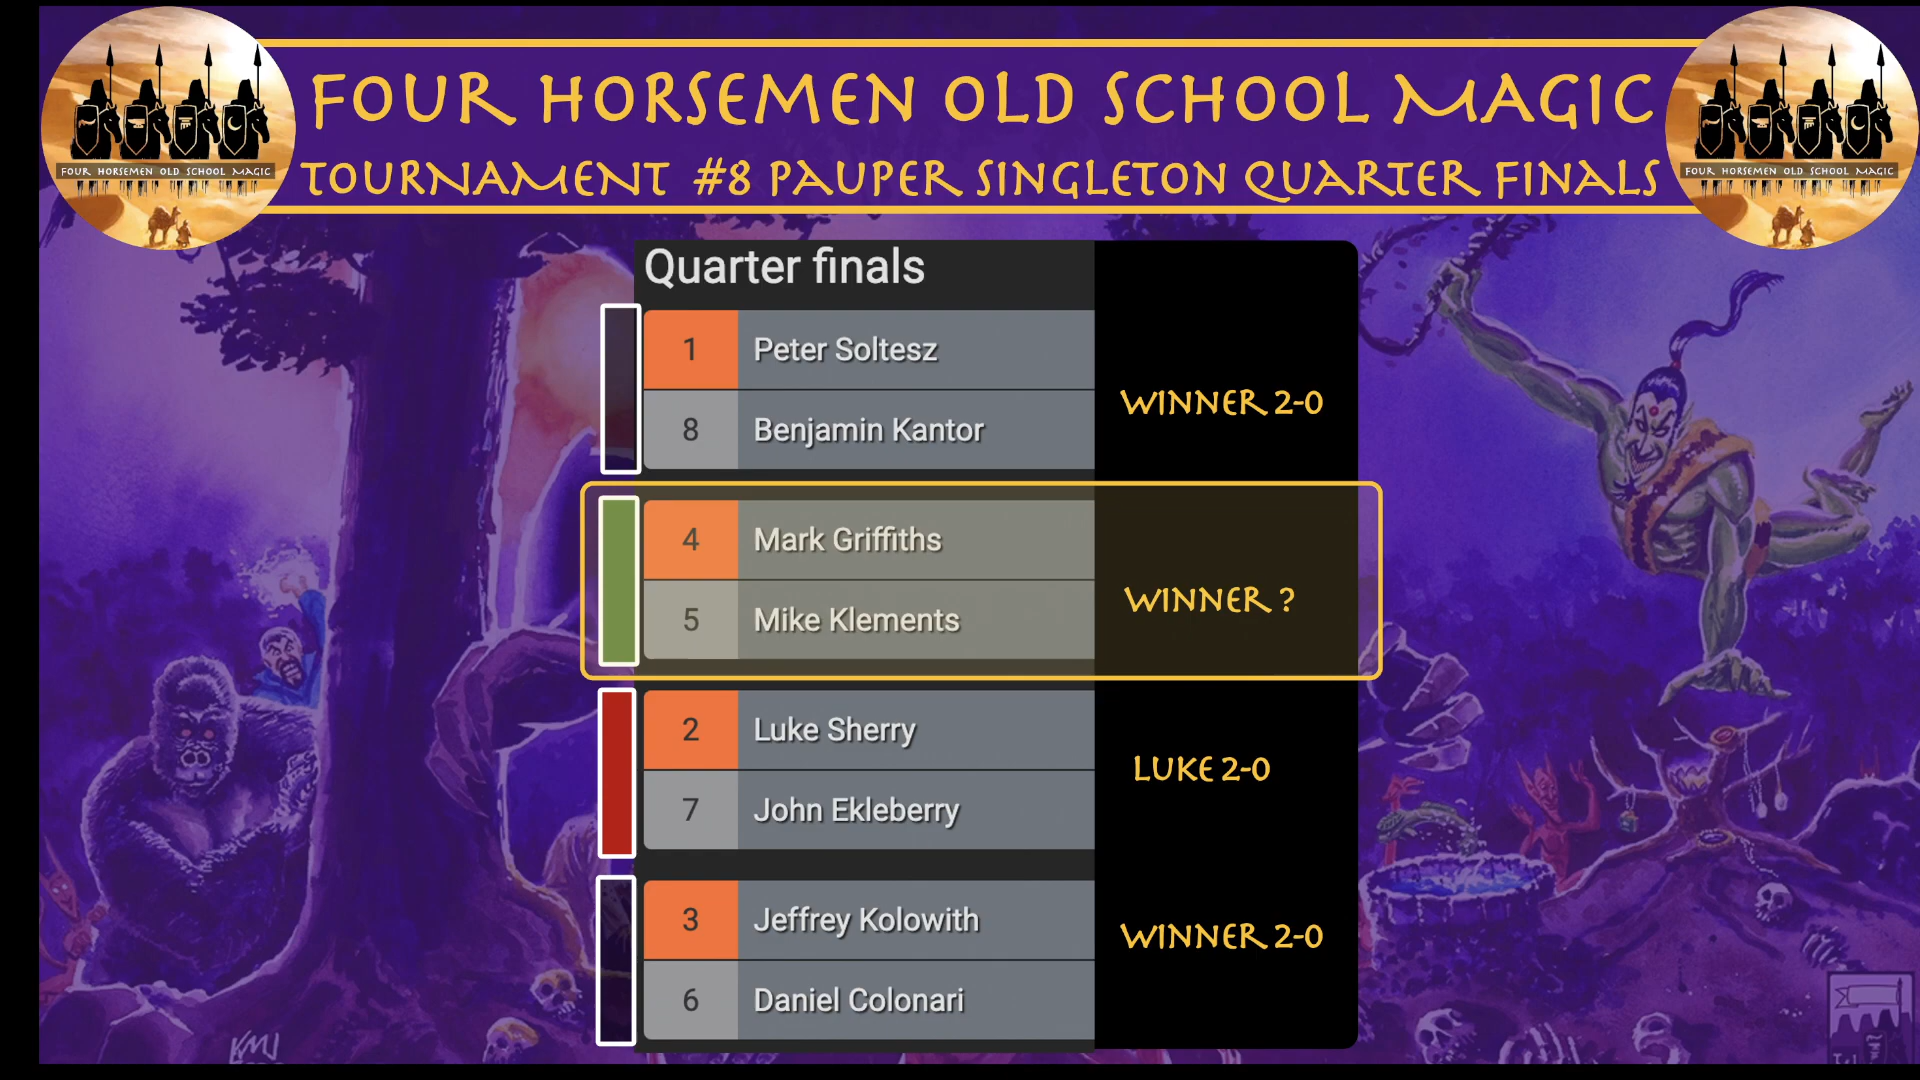 FOUR HORSEMEN OLD SCHOOL MAGIC
TOURNAMENT #8 PAUPER SINGLETON QUARTER FINALS
FOUR HORSEMEN OLD SCHOOL MAGIC
FOUR HORSEMEN OLD SCHOOL MAGIC
Quarter finals
1 Peter Soltesz
WINNER 2-0
8 Benjamin Kantor
4 Mark Griffiths
WINNER ?
5 Mike Klements
2 Luke Sherry
LUKE 2-0
7 John Ekleberry
3 Jeffrey Kolowith
WINNER 2-0
6 Daniel Colonari